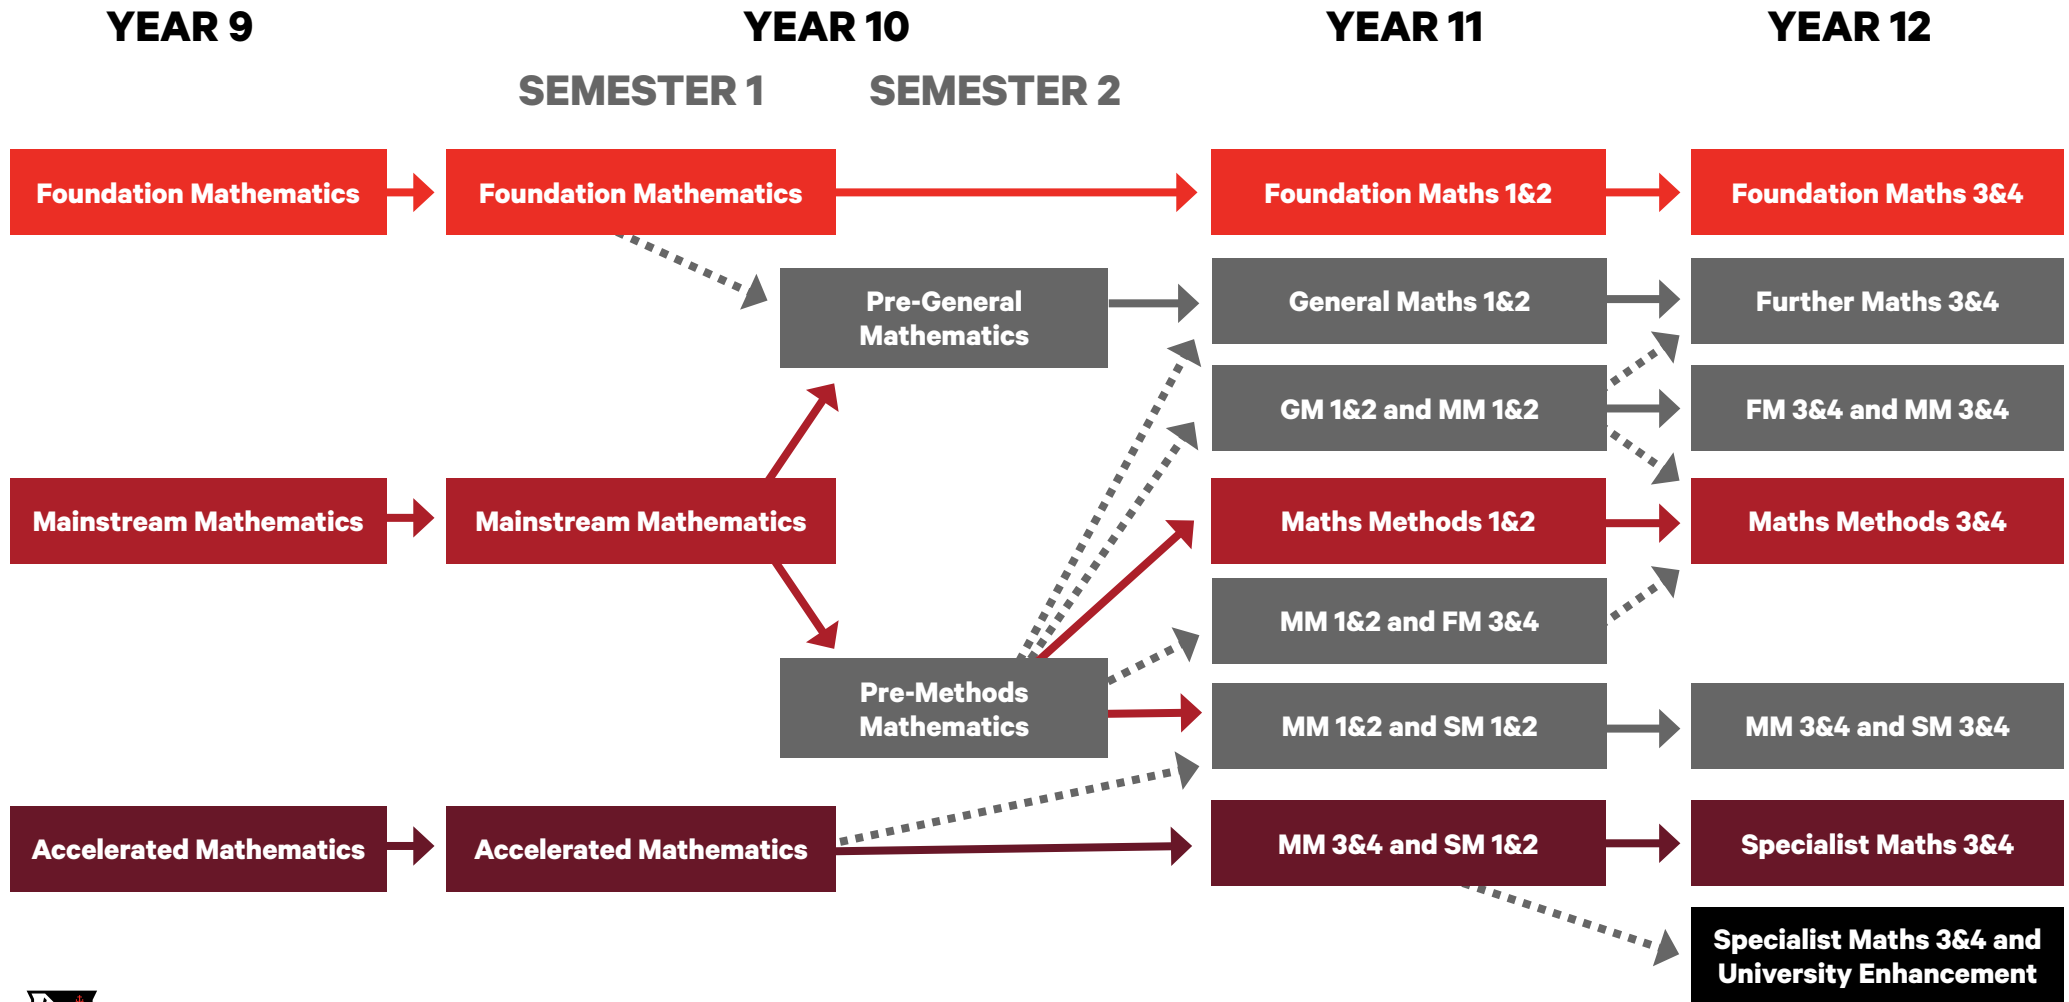 YEAR 9
YEAR 10
YEAR 11
YEAR 12
SEMESTER 1
SEMESTER 2
Foundation Mathematics
Foundation Mathematics
Foundation Maths 1&2
Foundation Maths 3&4
Pre-General
Mathematics
General Maths 1&2
Further Maths 3&4
GM 1&2 and MM 1&2
FM 3&4 and MM 3&4
Mainstream Mathematics
Mainstream Mathematics
Maths Methods 1&2
Maths Methods 3&4
MM 1&2 and FM 3&4
Pre-Methods
Mathematics
MM 1&2 and SM 1&2
MM 3&4 and SM 3&4
Accelerated Mathematics
Accelerated Mathematics
MM 3&4 and SM 1&2
Specialist Maths 3&4
Specialist Maths 3&4 and
University Enhancement